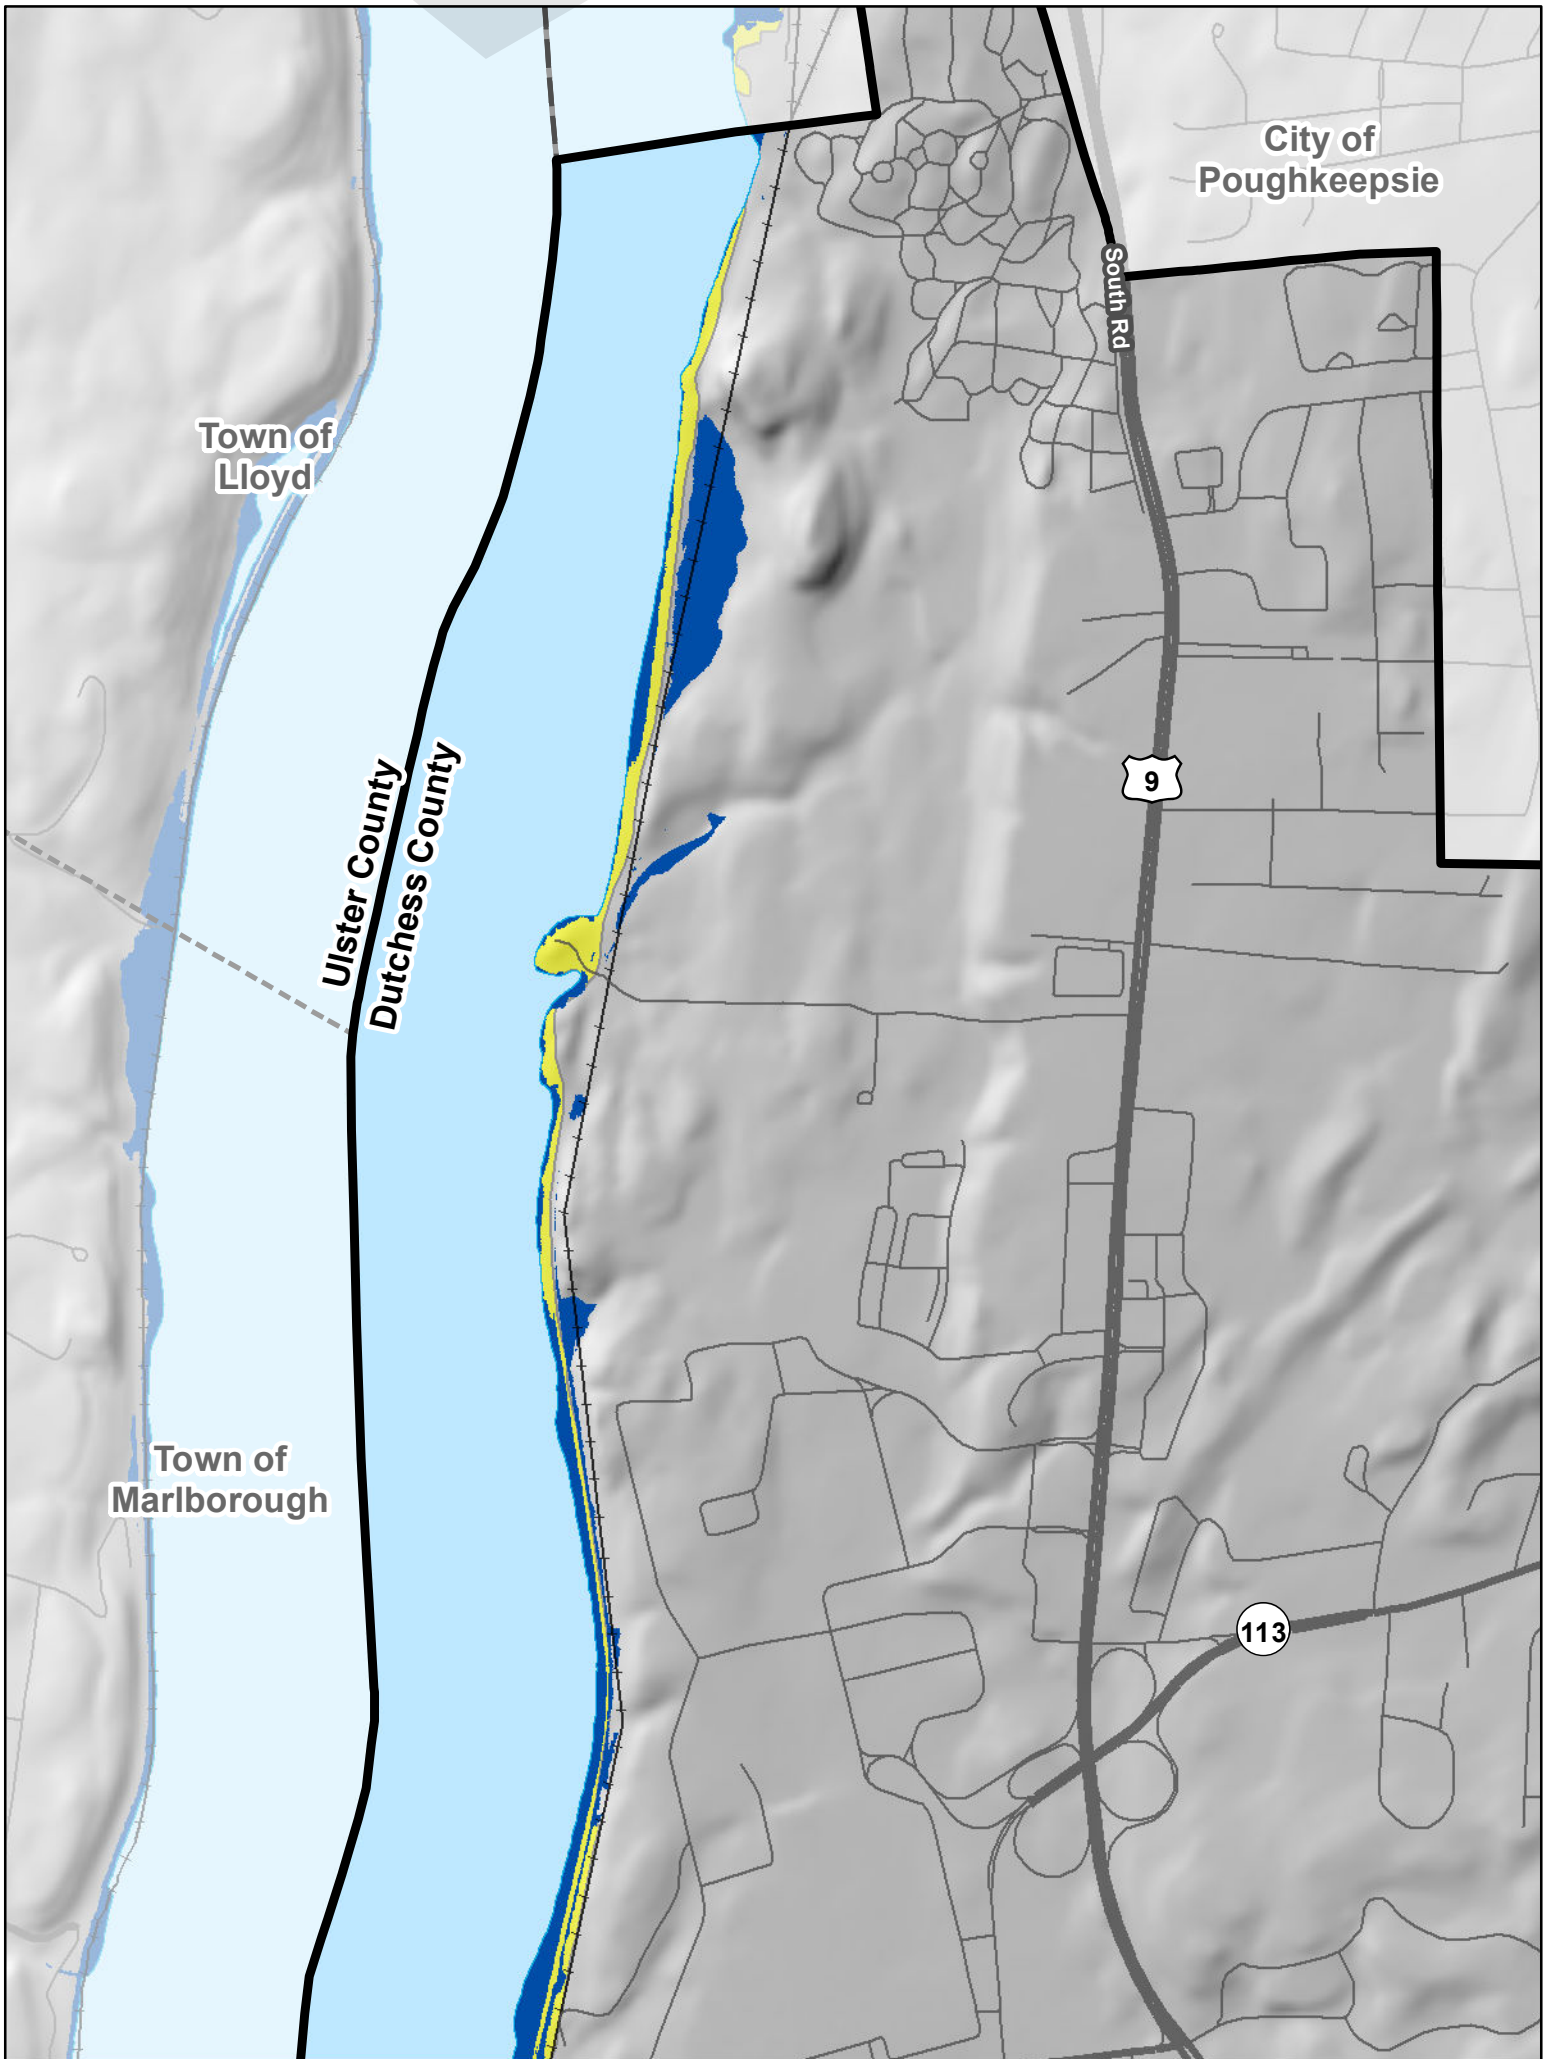 City of
Poughkeepsie
South Rd
Town of
Lloyd
Ulster County
Dutchess County
9
Town of
Marlborough
113